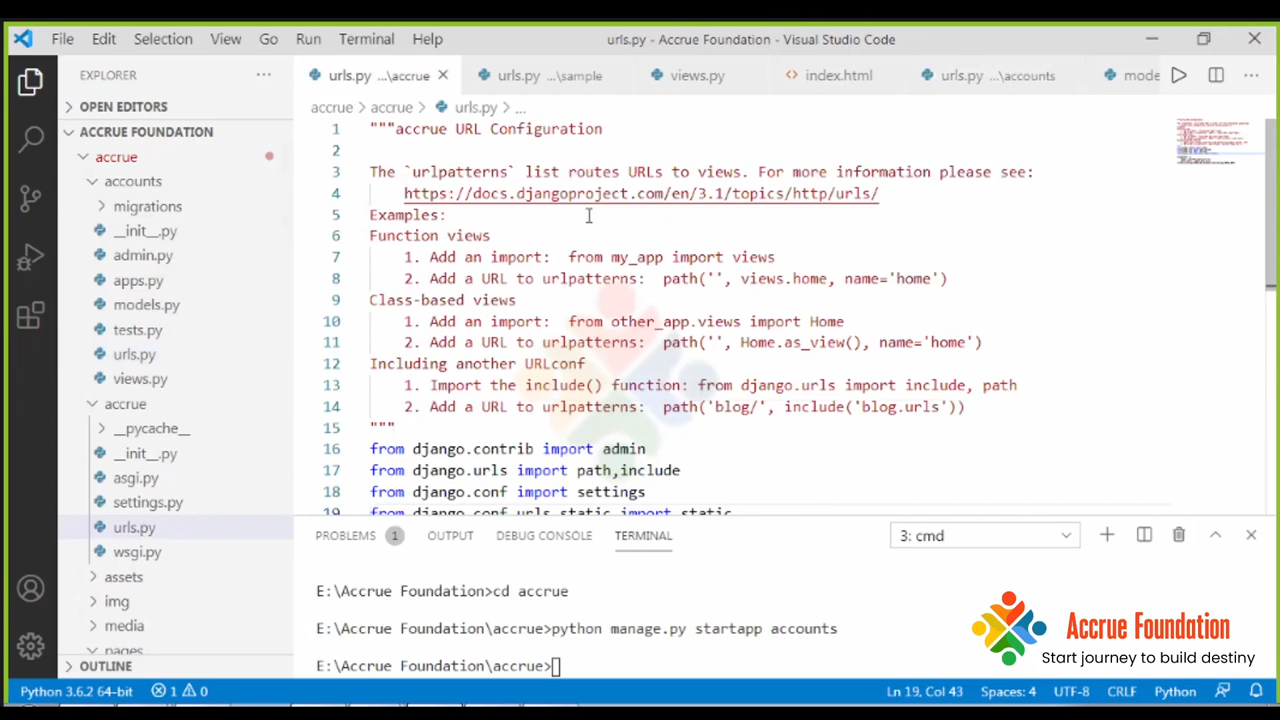 File Edit Selection View Go Run Terminal Help urls.py - Accrue Foundation - Visual Studio Code
EXPLORER
urls.py ...\accrue
urls.py ...\sample
views.py
index.html
urls.py ...\accounts
mode
OPEN EDITORS
ACCRUE FOUNDATION
accrue
accounts
migrations
__init__.py
admin.py
apps.py
models.py
tests.py
urls.py
views.py
accrue
__pycache__
__init__.py
asgi.py
settings.py
urls.py
wsgi.py
assets
img
media
pages
OUTLINE
accrue > accrue > urls.py > ...
1 """accrue URL Configuration
2
3 The `urlpatterns` list routes URLs to views. For more information please see:
4 https://docs.djangoproject.com/en/3.1/topics/http/urls/
5 Examples:
6 Function views
7 1. Add an import:  from my_app import views
8 2. Add a URL to urlpatterns:  path('', views.home, name='home')
9 Class-based views
10 1. Add an import:  from other_app.views import Home
11 2. Add a URL to urlpatterns:  path('', Home.as_view(), name='home')
12 Including another URLconf
13 1. Import the include() function: from django.urls import include, path
14 2. Add a URL to urlpatterns:  path('blog/', include('blog.urls'))
15 """
16 from django.contrib import admin
17 from django.urls import path,include
18 from django.conf import settings
19 from django.conf.urls.static import static
PROBLEMS 1 OUTPUT DEBUG CONSOLE TERMINAL 3: cmd
E:\Accrue Foundation>cd accrue
E:\Accrue Foundation\accrue>python manage.py startapp accounts
E:\Accrue Foundation\accrue>
Accrue Foundation
Start journey to build destiny
Python 3.6.2 64-bit 1 0 Ln 19, Col 43 Spaces: 4 UTF-8 CRLF Python